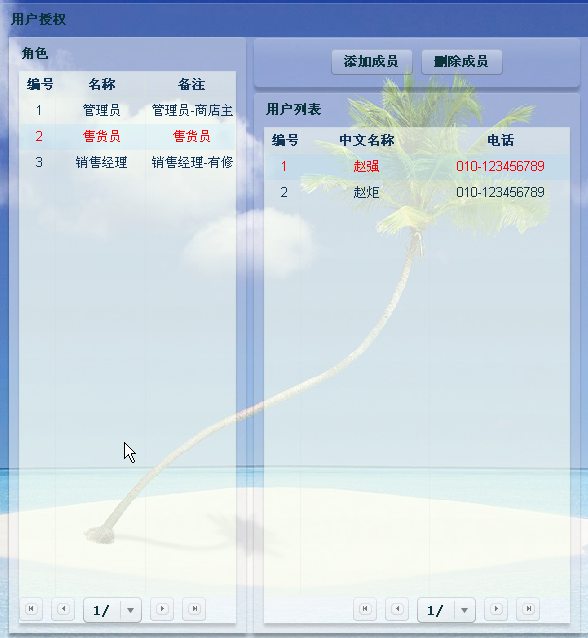 用户授权
角色
编号 名称 备注
1 管理员 管理员-商店主
2 售货员 售货员
3 销售经理 销售经理-有修
1/
添加成员 删除成员
用户列表
编号 中文名称 电话
1 赵强 010-123456789
2 赵炬 010-123456789
1/